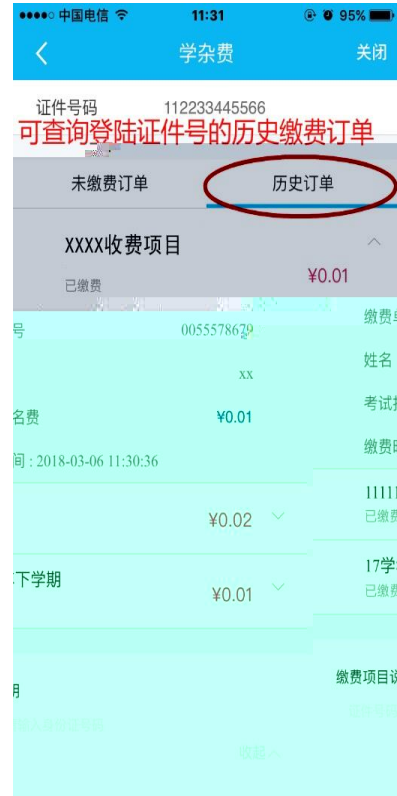 中国电信 11:31 95%
学杂费 关闭
证件号码 112233445566
可查询登陆证件号的历史缴费订单
未缴费订单 历史订单
XXXX收费项目
已缴费 ¥0.01
号 0055578679 缴费
xx 姓名
名费 ¥0.01 考试
间 : 2018-03-06 11:30:36 缴费
1111
¥0.02 已缴费
下学期 17学
¥0.01 已缴费
期 缴费项目说
收起